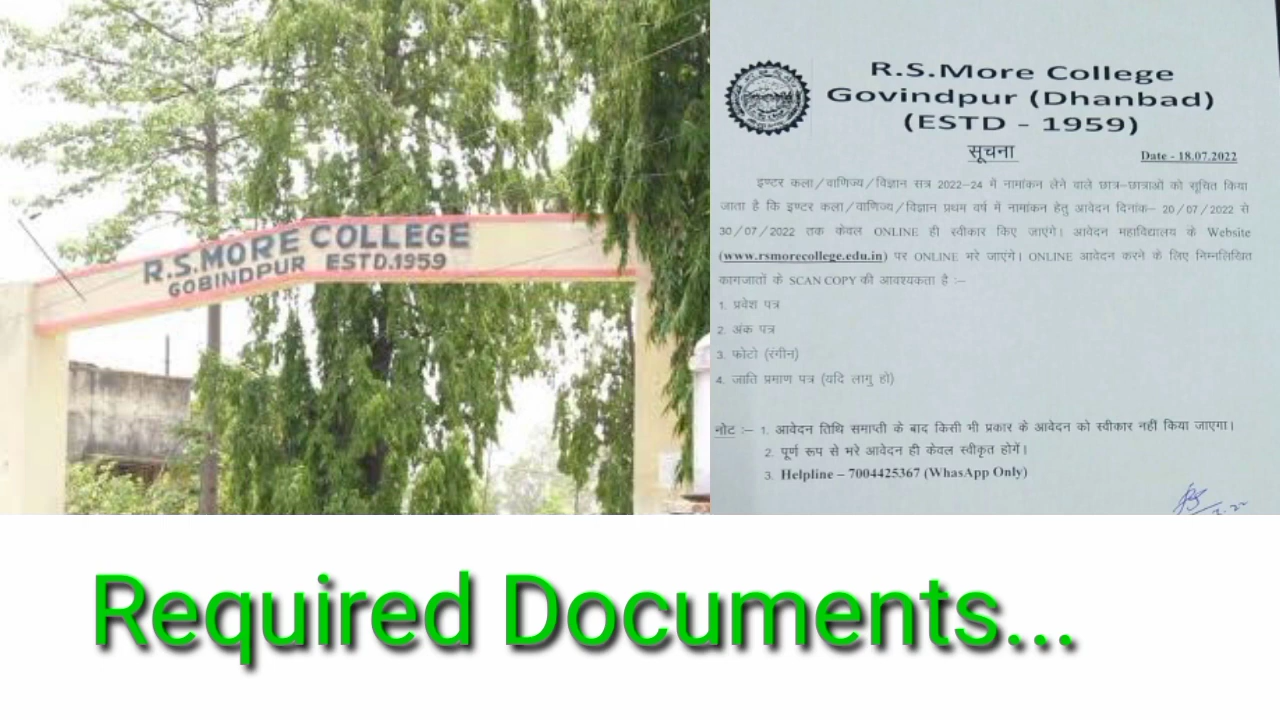 R.S.MORE COLLEGE
GOBINDPUR ESTD.1959
R.S.More College
Govindpur (Dhanbad)
(ESTD - 1959)
सूचना
Date - 18.07.2022
इण्टर कला/वाणिज्य/विज्ञान सत्र 2022-24 में नामांकन लेने वाले छात्र-छात्राओं को सूचित किया
जाता है कि इण्टर कला/वाणिज्य/विज्ञान प्रथम वर्ष में नामांकन हेतु आवेदन दिनांक- 20/07/2022 से
30/07/2022 तक केवल ONLINE ही स्वीकार किए जाएंगे। आवेदन महाविद्यालय के Website
(www.rsmorecollege.edu.in) पर ONLINE भरे जाएंगे। ONLINE आवेदन करने के लिए निम्नलिखित
कागजातों के SCAN COPY की आवश्यकता है :-
1. प्रवेश पत्र
2. अंक पत्र
3. फोटो (रंगीन)
4. जाति प्रमाण पत्र (यदि लागु हो)
नोट :- 1. आवेदन तिथि समाप्ती के बाद किसी भी प्रकार के आवेदन को स्वीकार नहीं किया जाएगा।
2. पूर्ण रूप से भरे आवेदन ही केवल स्वीकृत होगें।
3. Helpline – 7004425367 (WhasApp Only)
Required Documents...